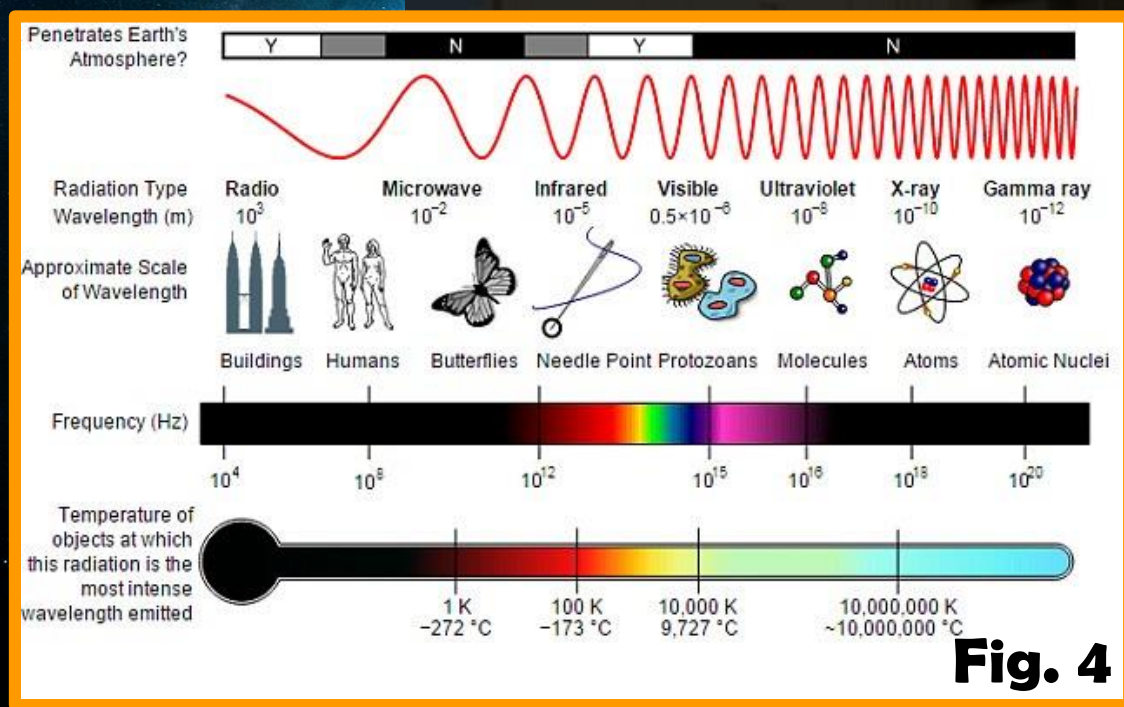 Penetrates Earth's
Atmosphere?
Y N Y N
Radiation Type Radio Microwave Infrared Visible Ultraviolet X-ray Gamma ray
Wavelength (m) 10³ 10⁻² 10⁻⁵ 0.5×10⁻⁶ 10⁻⁸ 10⁻¹⁰ 10⁻¹²
Approximate Scale
of Wavelength
Buildings Humans Butterflies Needle Point Protozoans Molecules Atoms Atomic Nuclei
Frequency (Hz)
10⁴ 10⁸ 10¹² 10¹⁵ 10¹⁶ 10¹⁸ 10²⁰
Temperature of
objects at which
this radiation is the
most intense
wavelength emitted
1 K 100 K 10,000 K 10,000,000 K
−272 °C −173 °C 9,727 °C ~10,000,000 °C
Fig. 4